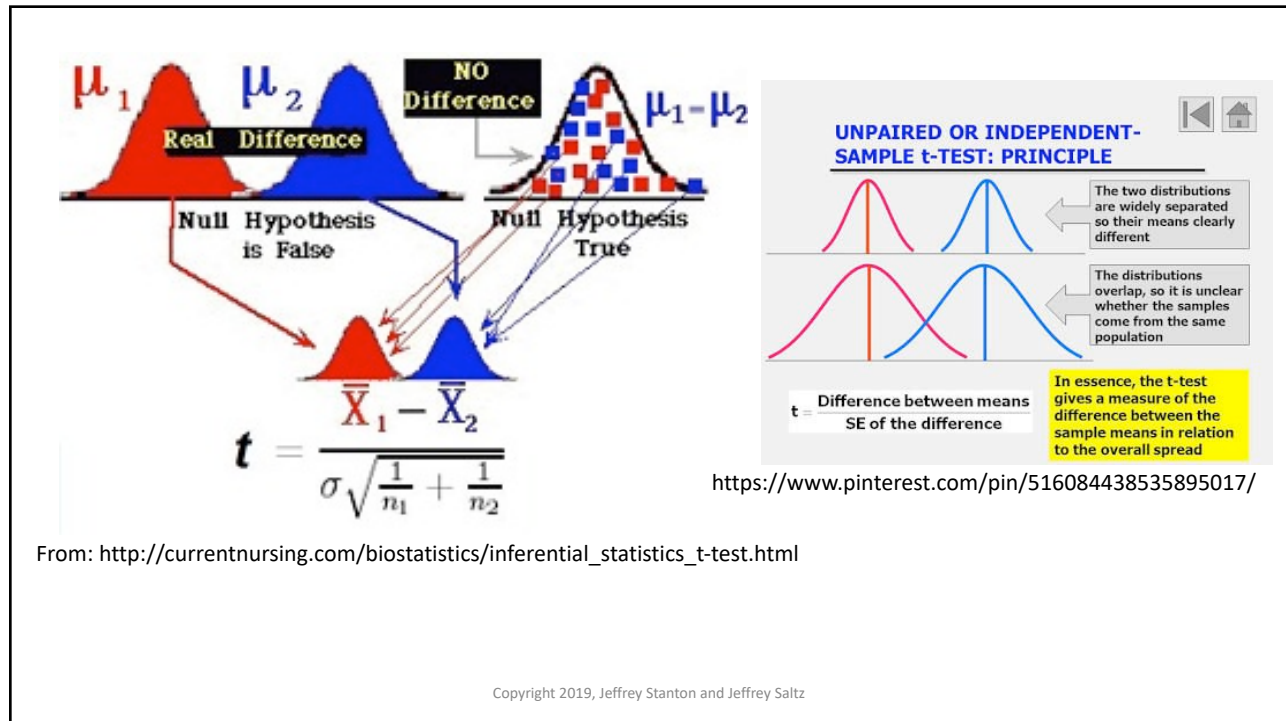 μ1
μ2
Real Difference
NO
Difference
μ1-μ2
Null Hypothesis
is False
Null Hypothesis
True
X̄1 − X̄2
t =
σ√(1/n1 + 1/n2)
From: http://currentnursing.com/biostatistics/inferential_statistics_t-test.html
UNPAIRED OR INDEPENDENT-
SAMPLE t-TEST: PRINCIPLE
The two distributions
are widely separated
so their means clearly
different
The distributions
overlap, so it is unclear
whether the samples
come from the same
population
Difference between means
t =
SE of the difference
In essence, the t-test
gives a measure of the
difference between the
sample means in relation
to the overall spread
https://www.pinterest.com/pin/516084438535895017/
Copyright 2019, Jeffrey Stanton and Jeffrey Saltz